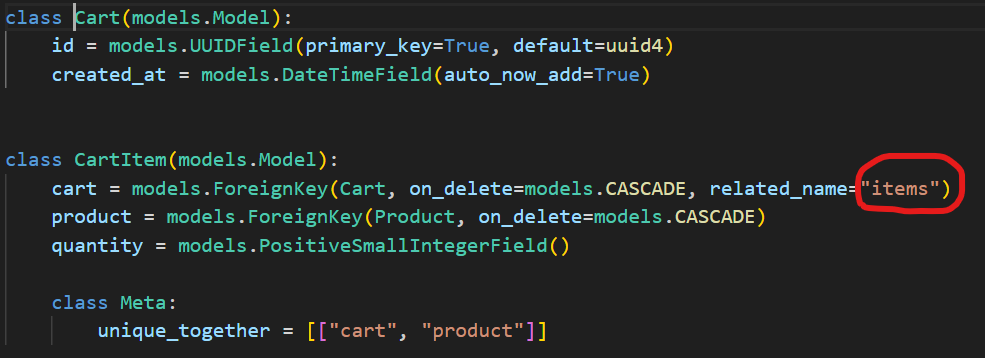 class Cart(models.Model):
    id = models.UUIDField(primary_key=True, default=uuid4)
    created_at = models.DateTimeField(auto_now_add=True)
class CartItem(models.Model):
    cart = models.ForeignKey(Cart, on_delete=models.CASCADE, related_name="items")
    product = models.ForeignKey(Product, on_delete=models.CASCADE)
    quantity = models.PositiveSmallIntegerField()
    class Meta:
        unique_together = [["cart", "product"]]